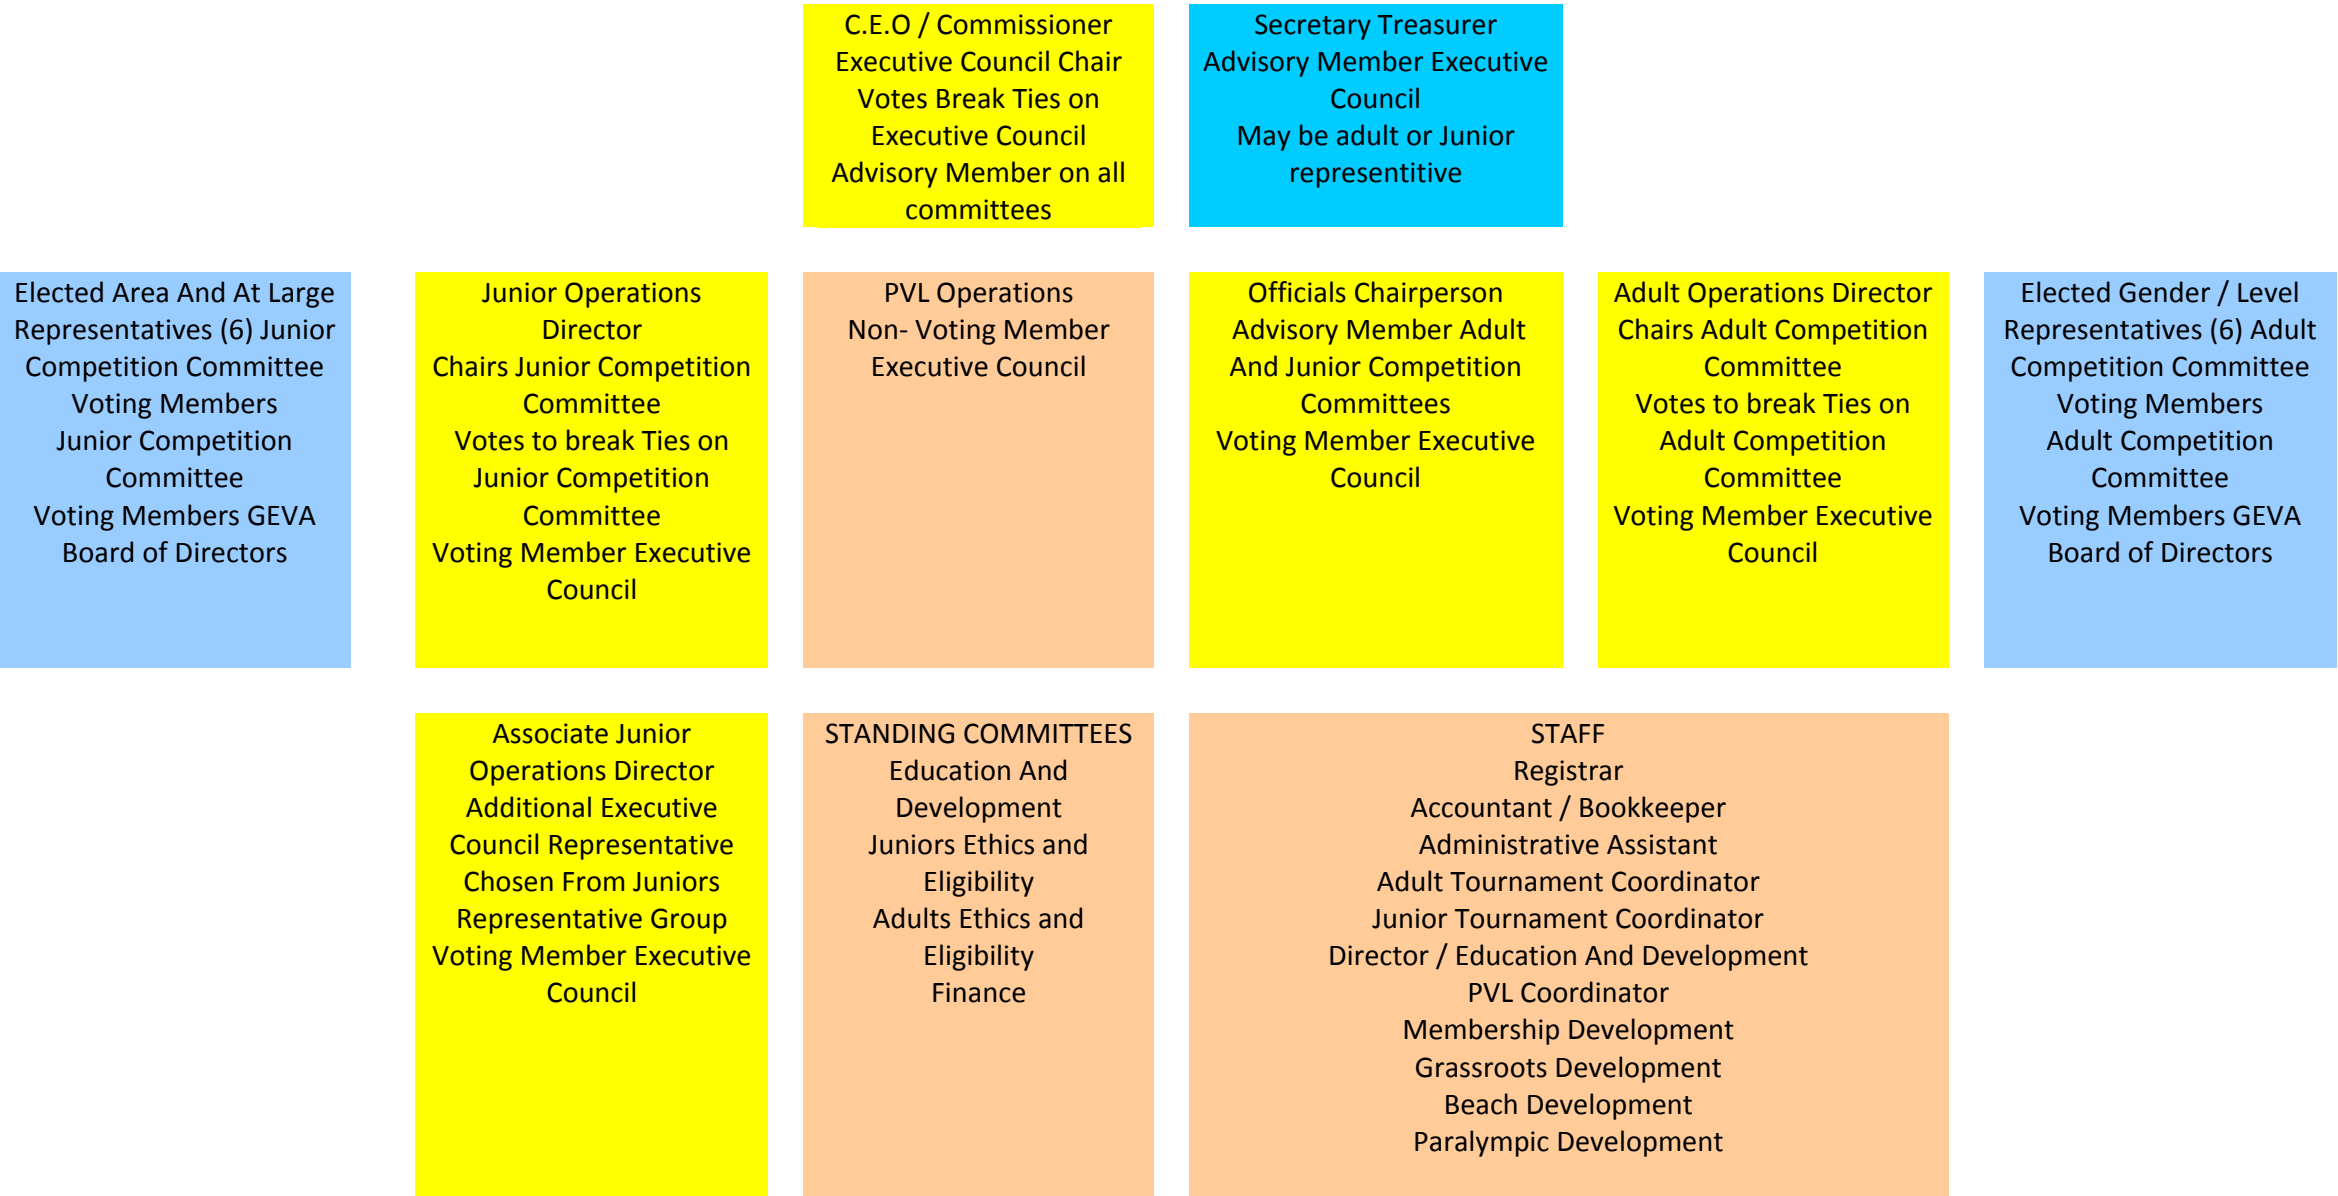 C.E.O / Commissioner
Executive Council Chair
Votes Break Ties on
Executive Council
Advisory Member on all
committees
Secretary Treasurer
Advisory Member Executive
Council
May be adult or Junior
representitive
Elected Area And At Large
Representatives (6) Junior
Competition Committee
Voting Members
Junior Competition
Committee
Voting Members GEVA
Board of Directors
Junior Operations
Director
Chairs Junior Competition
Committee
Votes to break Ties on
Junior Competition
Committee
Voting Member Executive
Council
PVL Operations
Non- Voting Member
Executive Council
Officials Chairperson
Advisory Member Adult
And Junior Competition
Committees
Voting Member Executive
Council
Adult Operations Director
Chairs Adult Competition
Committee
Votes to break Ties on
Adult Competition
Committee
Voting Member Executive
Council
Elected Gender / Level
Representatives (6) Adult
Competition Committee
Voting Members
Adult Competition
Committee
Voting Members GEVA
Board of Directors
Associate Junior
Operations Director
Additional Executive
Council Representative
Chosen From Juniors
Representative Group
Voting Member Executive
Council
STANDING COMMITTEES
Education And
Development
Juniors Ethics and
Eligibility
Adults Ethics and
Eligibility
Finance
STAFF
Registrar
Accountant / Bookkeeper
Administrative Assistant
Adult Tournament Coordinator
Junior Tournament Coordinator
Director / Education And Development
PVL Coordinator
Membership Development
Grassroots Development
Beach Development
Paralympic Development